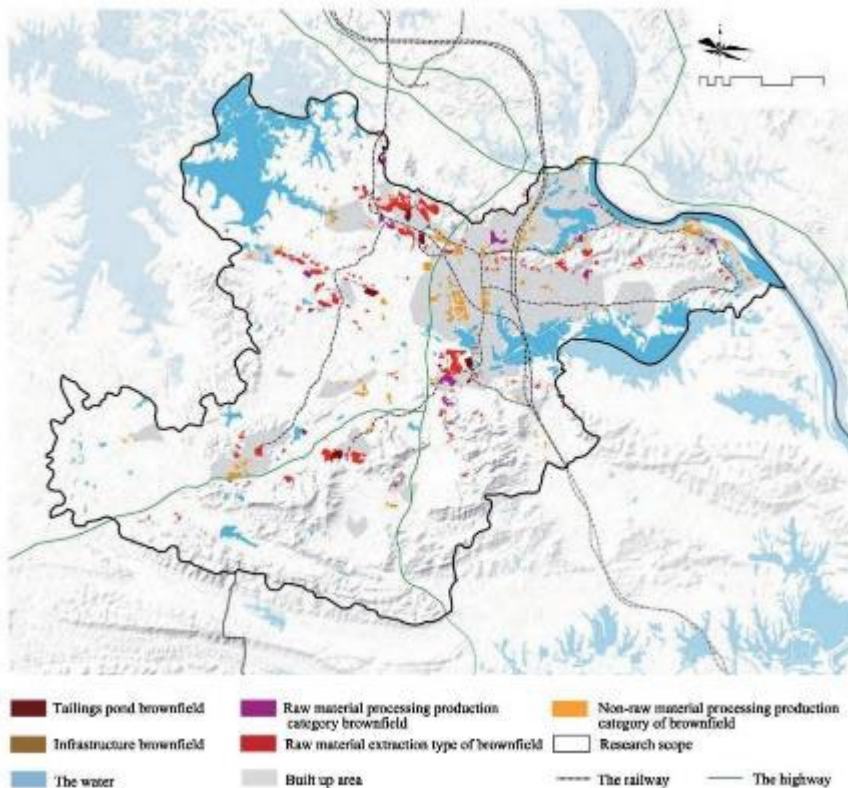 Tailings pond brownfield
Raw material processing production
category brownfield
Non-raw material processing production
category of brownfield
Infrastructure brownfield
Raw material extraction type of brownfield
Research scope
The water
Built up area
The railway
The highway